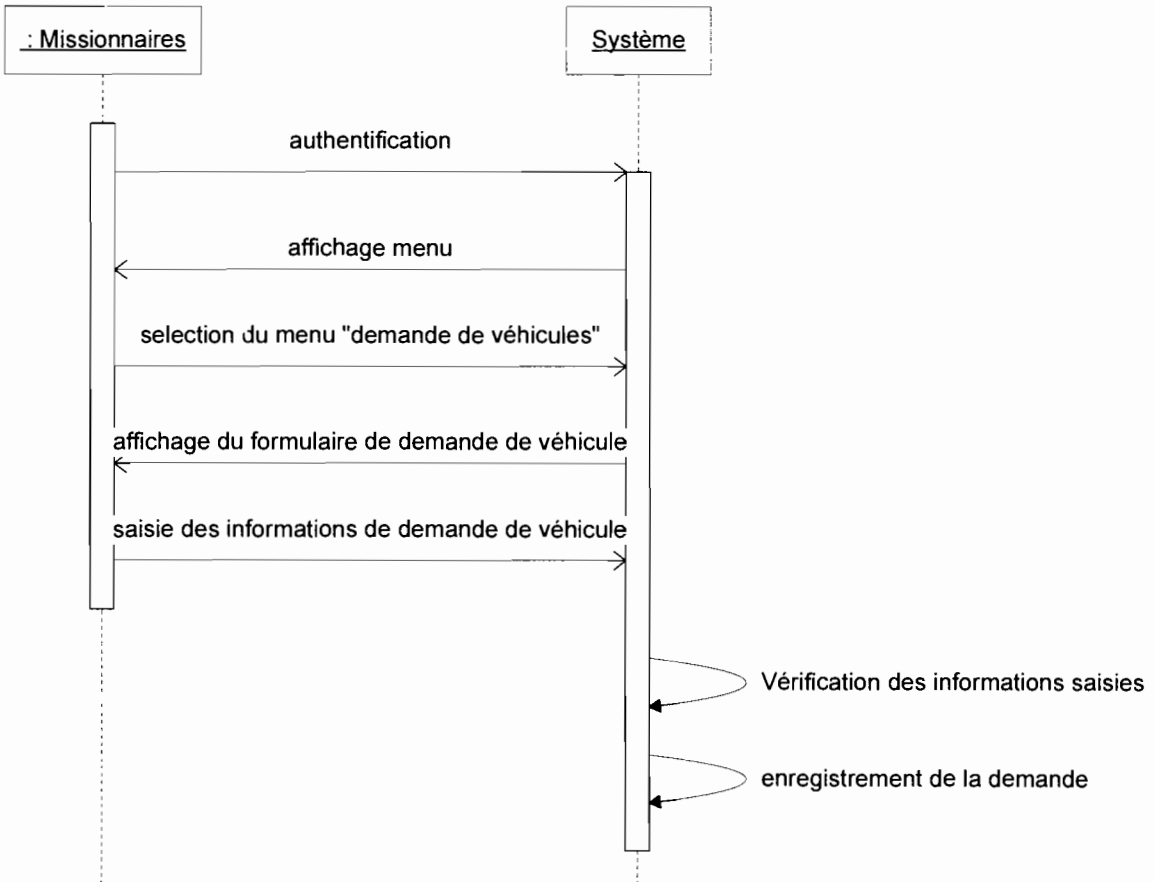 : Missionnaires
Système
authentification
affichage menu
selection du menu "demande de véhicules"
affichage du formulaire de demande de véhicule
saisie des informations de demande de véhicule
Vérification des informations saisies
enregistrement de la demande